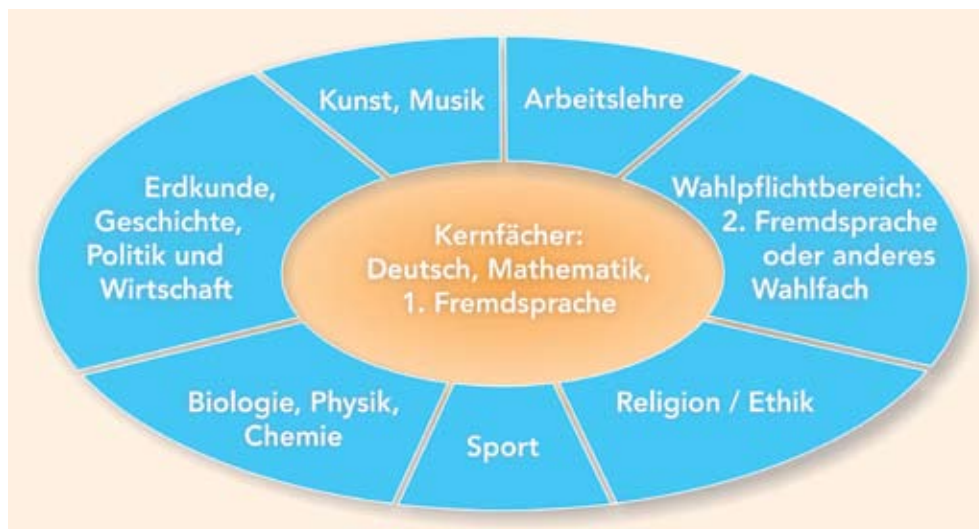 Kunst, Musik
Arbeitslehre
Erdkunde,
Geschichte,
Politik und
Wirtschaft
Kernfächer:
Deutsch, Mathematik,
1. Fremdsprache
Wahlpflichtbereich:
2. Fremdsprache
oder anderes
Wahlfach
Biologie, Physik,
Chemie
Sport
Religion / Ethik